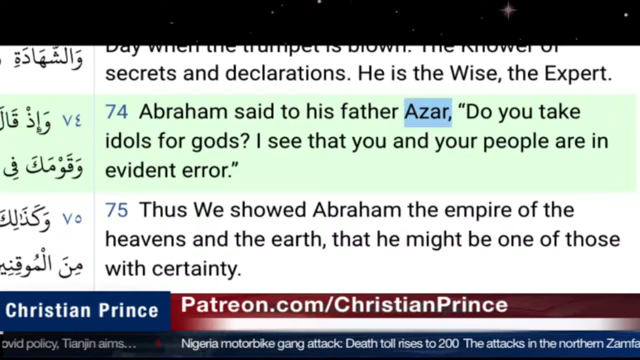 Day when the trumpet is blown. The Knower of
وَالشَّهَادَةِ
secrets and declarations. He is the Wise, the Expert.
74 Abraham said to his father Azar, “Do you take
٧٤ وَإِذْ قَالَ
idols for gods? I see that you and your people are in
وَقَوْمَكَ فِي
evident error.”
75 Thus We showed Abraham the empire of the
٧٥ وَكَذَٰلِكَ
heavens and the earth, that he might be one of those
مِنَ الْمُوقِنِينَ
with certainty.
Christian Prince
Patreon.com/ChristianPrince
ovid policy, Tianjin aims... Nigeria motorbike gang attack: Death toll rises to 200 The attacks in the northern Zamfa